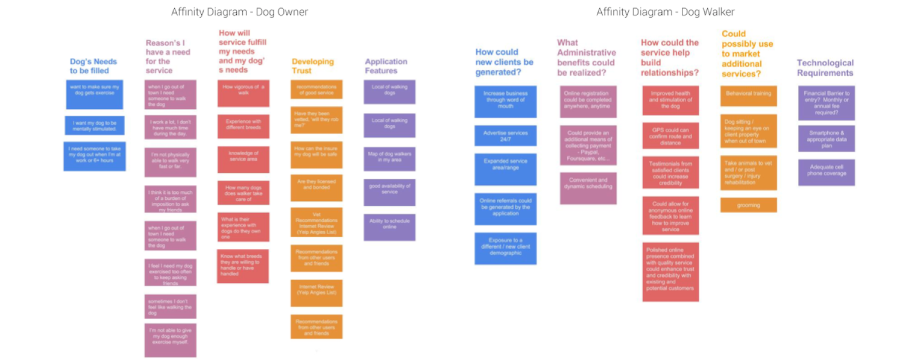 Affinity Diagram - Dog Owner
Dog's Needs
to be filled
want to make sure my
dog gets exercise
I want my dog to be
mentally stimulated.
I need someone to
take my dog out when I'm at
work or 8+ hours
Reason's I
have a need
for the
service
when I go out
of town I need
someone to walk
the dog
I work a lot, I don't
have much time
during the day
I'm not physically
able to walk very
fast or far
I think it is too much
of a burden of
imposition to ask
my friends
when I go out
of town I need
someone to walk
the dog
I feel I need my dog
exercised too often
to keep asking
friends
sometimes I don't
feel like walking the
dog
I'm not able to give
my dog enough
exercise myself
How will
service fulfill
my needs
and my dog'
s needs
How vigorous of a
walk
Experience with
different breeds
knowledge of
service area
How many dogs
does walker take
care of
What is their
experience with
dogs do they own
Know what breeds
they are willing to
handle or have
handled
Developing
Trust
recommendations
of good service
Have they been
vetted, "will they rob
me?"
How can this insure
my dog will be safe
Are they licensed
and bonded
Vet
Recommendations
Internet Review
(Yelp Angies List)
Recommendations
from other users
and friends
Internet Review
(Yelp Angies List)
Recommendations
from other users
and friends
Application
Features
Local of walking
dogs
Local of walking
dogs
Map of dog walkers
in my area
good availability of
service
Ability to schedule
online
Affinity Diagram - Dog Walker
How could
new clients be
generated?
Increase business
through word of
mouth
Advertise services
24/7
Expanded service
area/range
Online referrals could
be generated by the
application
Exposure to a
different / new client
demographic
What
Administrative
benefits could
be realized?
Online registration
could be completed
anywhere, anytime
Could provide an
additional means of
collecting payment
- Paypal,
Foursquare, etc..
Convenient and
dynamic scheduling
How could the
service help
build
relationships?
Improved health and
stimulation of the
dog
GPS could
confirm route and
distance
Testimonials from
satisfied clients
could increase
credibility
Could allow for
anonymous online
feedback to learn
how to improve
service
Polished online
presence combined
with quality service
could enhance trust
and credibility with
existing and
potential customers
Could
possibly use
to market
additional
services?
Behavioral training
Dog sitting /
keeping an eye on
client property
when out of town
Take animals to vet
and / or post
surgery / injury
rehabilitation
grooming
Technological
Requirements
Financial Barrier to
entry? Monthly or
annual fee
required?
Smartphone &
appropriate data
plan
Adequate cell
phone coverage